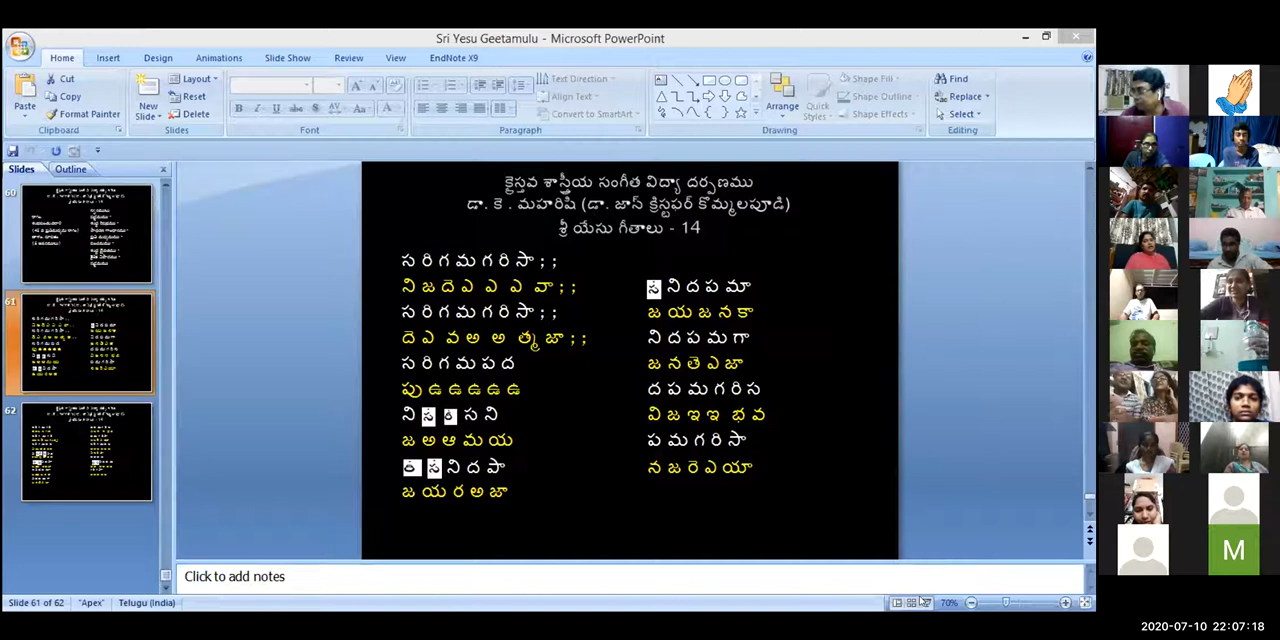 Sri Yesu Geetamulu - Microsoft PowerPoint
Home Insert Design Animations Slide Show Review View EndNote X9
Cut
Copy
Format Painter
Paste
Clipboard
New Slide
Layout
Reset
Delete
Slides
Font
Text Direction
Align Text
Convert to SmartArt
Paragraph
Arrange
Quick Styles
Shape Fill
Shape Outline
Shape Effects
Drawing
Find
Replace
Select
Editing
Slides Outline
60
61
62
క్రైస్తవ శాస్త్రీయ సంగీత విద్యా దర్పణము
డా. కె . మహరిషి (డా. జాన్ క్రిస్టఫర్ కొమ్మలపూడి)
శ్రీ యేసు గీతాలు - 14
స రి గ మ గ రి సా ; ;
ని జ దె ఎ ఎ ఎ వా ; ;
స రి గ మ గ రి సా ; ;
దె ఎ వ అ అ త్మ జా ; ;
స రి గ మ ప ద
పు ఉ ఉ ఉ ఉ ఉ
ని స రి స ని
జ అ ఆ మ య
రి స ని ద పా
జ య ర అ జా
స ని ద ప మా
జ య జ న కా
ని ద ప మ గా
జ న తె ఎ జా
ద ప మ గ రి స
వి జ ఇ ఇ భ వ
ప మ గ రి సా
న జ రె ఎ యా
Click to add notes
Slide 61 of 62 "Apex" Telugu (India) 70%
M
2020-07-10 22:07:18